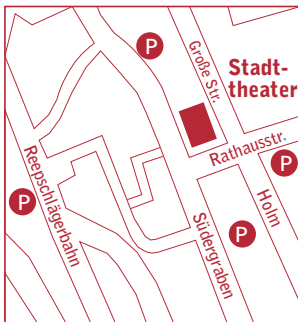 P
Große Str.
Stadt-
theater
Rathausstr.
P
Reepschlägerbahn
P
Holm
Südergraben
P